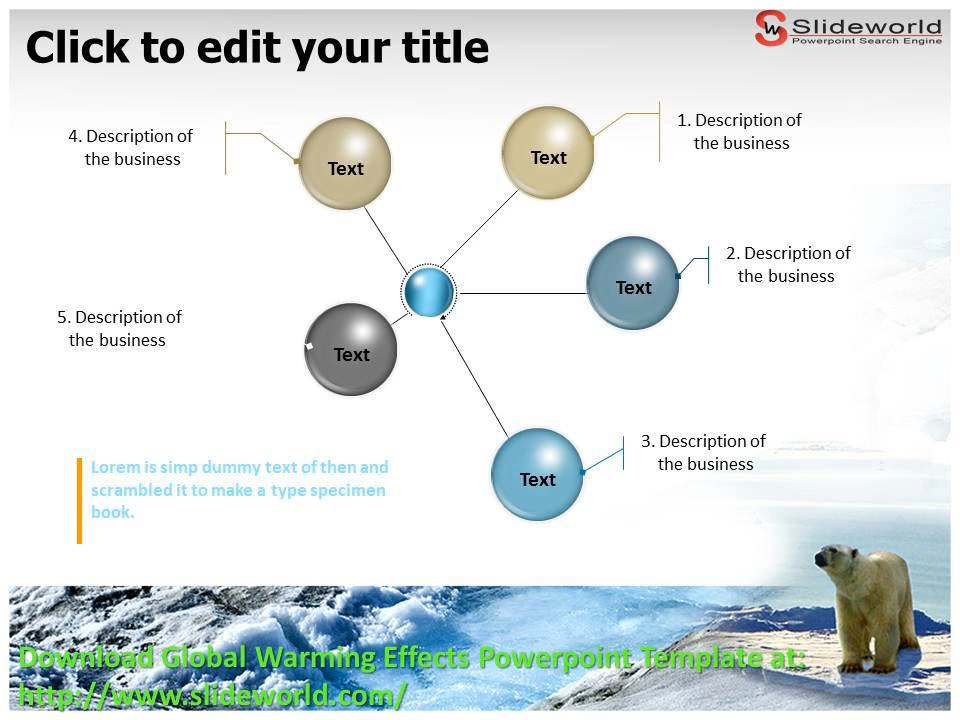 Click to edit your title
Sw Slideworld
Powerpoint Search Engine
4. Description of
the business
Text
Text
1. Description of
the business
Text
2. Description of
the business
5. Description of
the business
Text
Text
3. Description of
the business
Lorem is simp dummy text of then and
scrambled it to make a type specimen
book.
Download Global Warming Effects Powerpoint Template at:
http://www.slideworld.com/